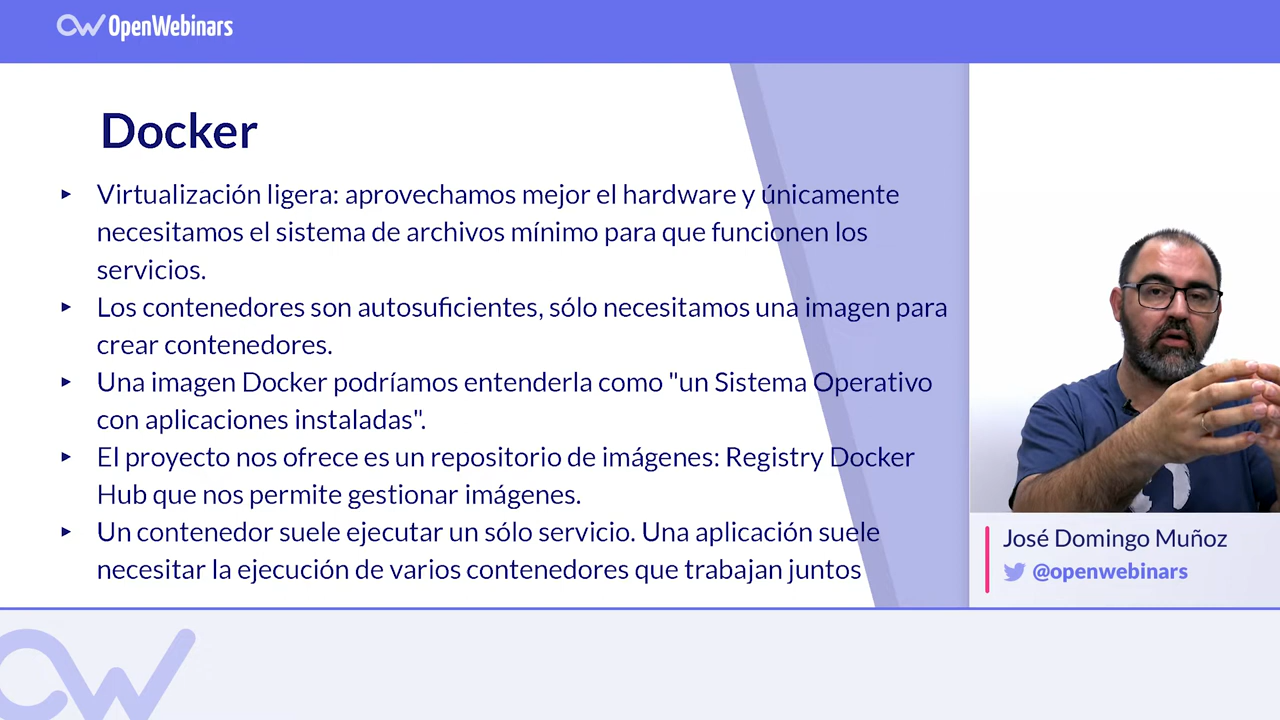 OpenWebinars
Docker
Virtualización ligera: aprovechamos mejor el hardware y únicamente
necesitamos el sistema de archivos mínimo para que funcionen los
servicios.
Los contenedores son autosuficientes, sólo necesitamos una imagen para
crear contenedores.
Una imagen Docker podríamos entenderla como "un Sistema Operativo
con aplicaciones instaladas".
El proyecto nos ofrece es un repositorio de imágenes: Registry Docker
Hub que nos permite gestionar imágenes.
Un contenedor suele ejecutar un sólo servicio. Una aplicación suele
necesitar la ejecución de varios contenedores que trabajan juntos
José Domingo Muñoz
@openwebinars